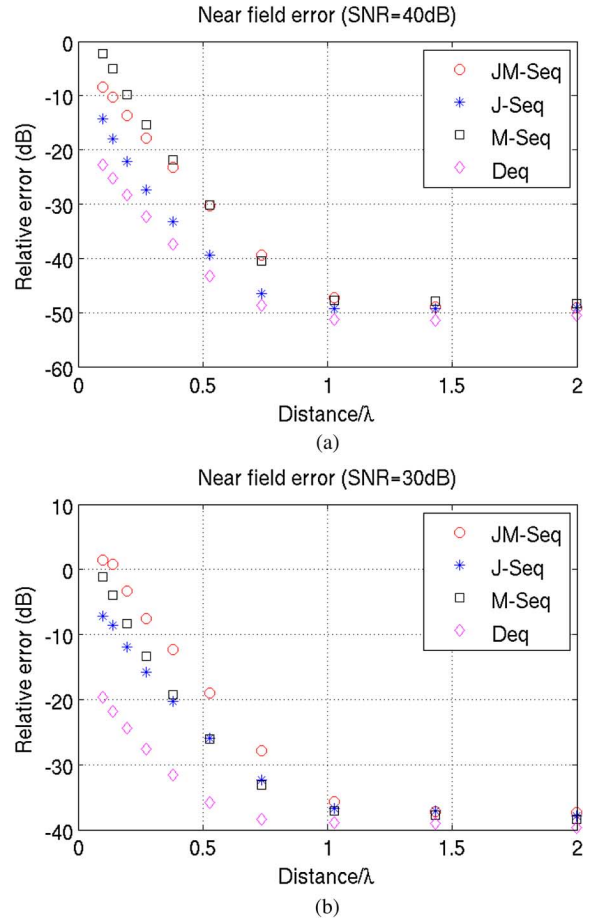 Near field error (SNR=40dB)
0
-10
-20
-30
-40
-50
-60
Relative error (dB)
JM-Seq
J-Seq
M-Seq
Deq
0
0.5
1
1.5
2
Distance/λ
(a)
Near field error (SNR=30dB)
10
0
-10
-20
-30
-40
Relative error (dB)
JM-Seq
J-Seq
M-Seq
Deq
0
0.5
1
1.5
2
Distance/λ
(b)